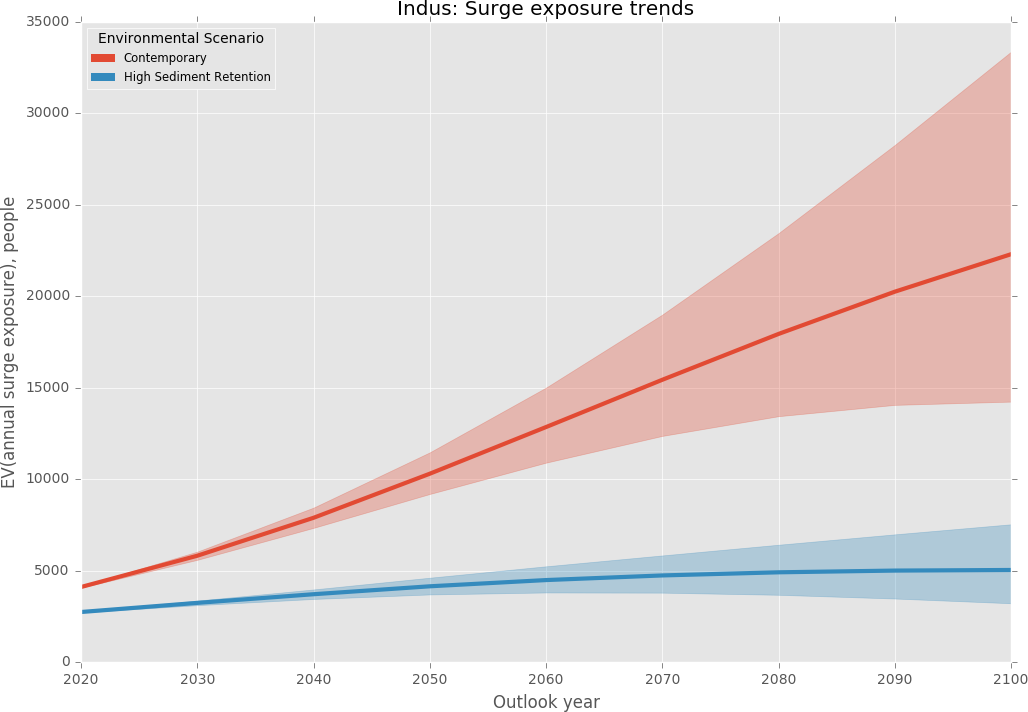 Indus: Surge exposure trends
Environmental Scenario
Contemporary
High Sediment Retention
35000
30000
25000
20000
15000
10000
5000
0
EV(annual surge exposure), people
2020 2030 2040 2050 2060 2070 2080 2090 2100
Outlook year